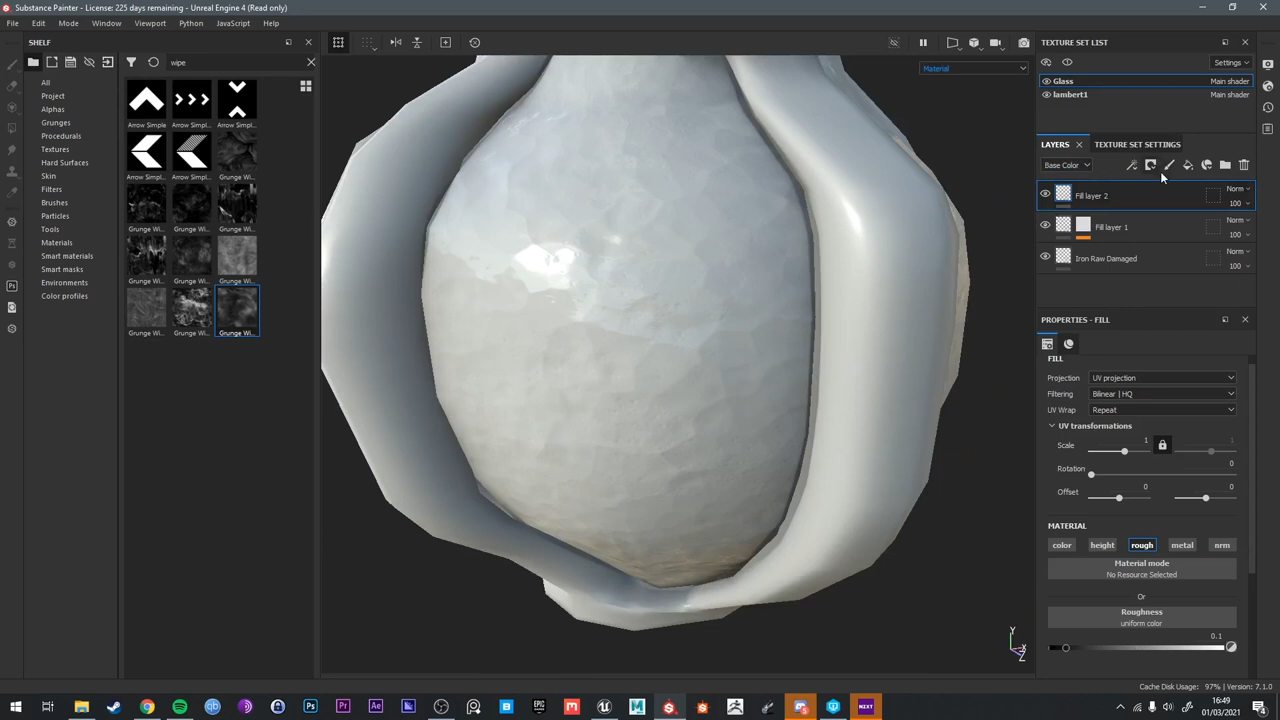 Substance Painter - License: 225 days remaining - Unreal Engine 4 (Read only)
File Edit Mode Window Viewport Python JavaScript Help
SHELF
wipe
All
Project
Alphas
Grunges
Procedurals
Textures
Hard Surfaces
Skin
Filters
Brushes
Particles
Tools
Materials
Smart materials
Smart masks
Environments
Color profiles
Arrow Simple Arrow Simpl... Arrow Simpl...
Arrow Simpl... Arrow Simpl... Grunge Wi...
Grunge Wi... Grunge Wi... Grunge Wi...
Grunge Wi... Grunge Wi... Grunge Wi...
Grunge Wi... Grunge Wi... Grunge Wi...
Material
Y
Z
TEXTURE SET LIST
Settings
Glass Main shader
lambert1 Main shader
LAYERS TEXTURE SET SETTINGS
Base Color
Fill layer 2 Norm 100
Fill layer 1 Norm 100
Iron Raw Damaged Norm 100
PROPERTIES - FILL
FILL
Projection UV projection
Filtering Bilinear | HQ
UV Wrap Repeat
UV transformations
Scale 1 1
Rotation 0
Offset 0 0
MATERIAL
color height rough metal nrm
Material mode
No Resource Selected
Or
Roughness
uniform color
0.1
Cache Disk Usage: 97% | Version: 7.1.0
16:49
01/03/2021